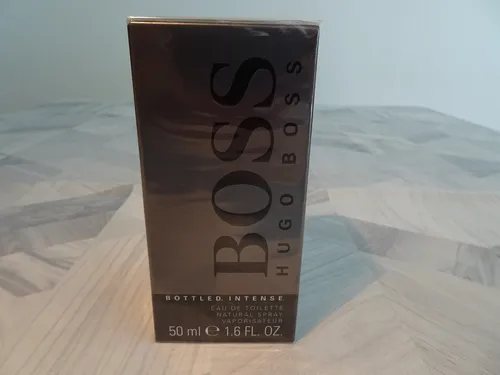 BOSS
HUGO BOSS
BOTTLED. INTENSE.
EAU DE TOILETTE
NATURAL SPRAY
VAPORISATEUR
50 ml ℮ 1.6 FL. OZ.